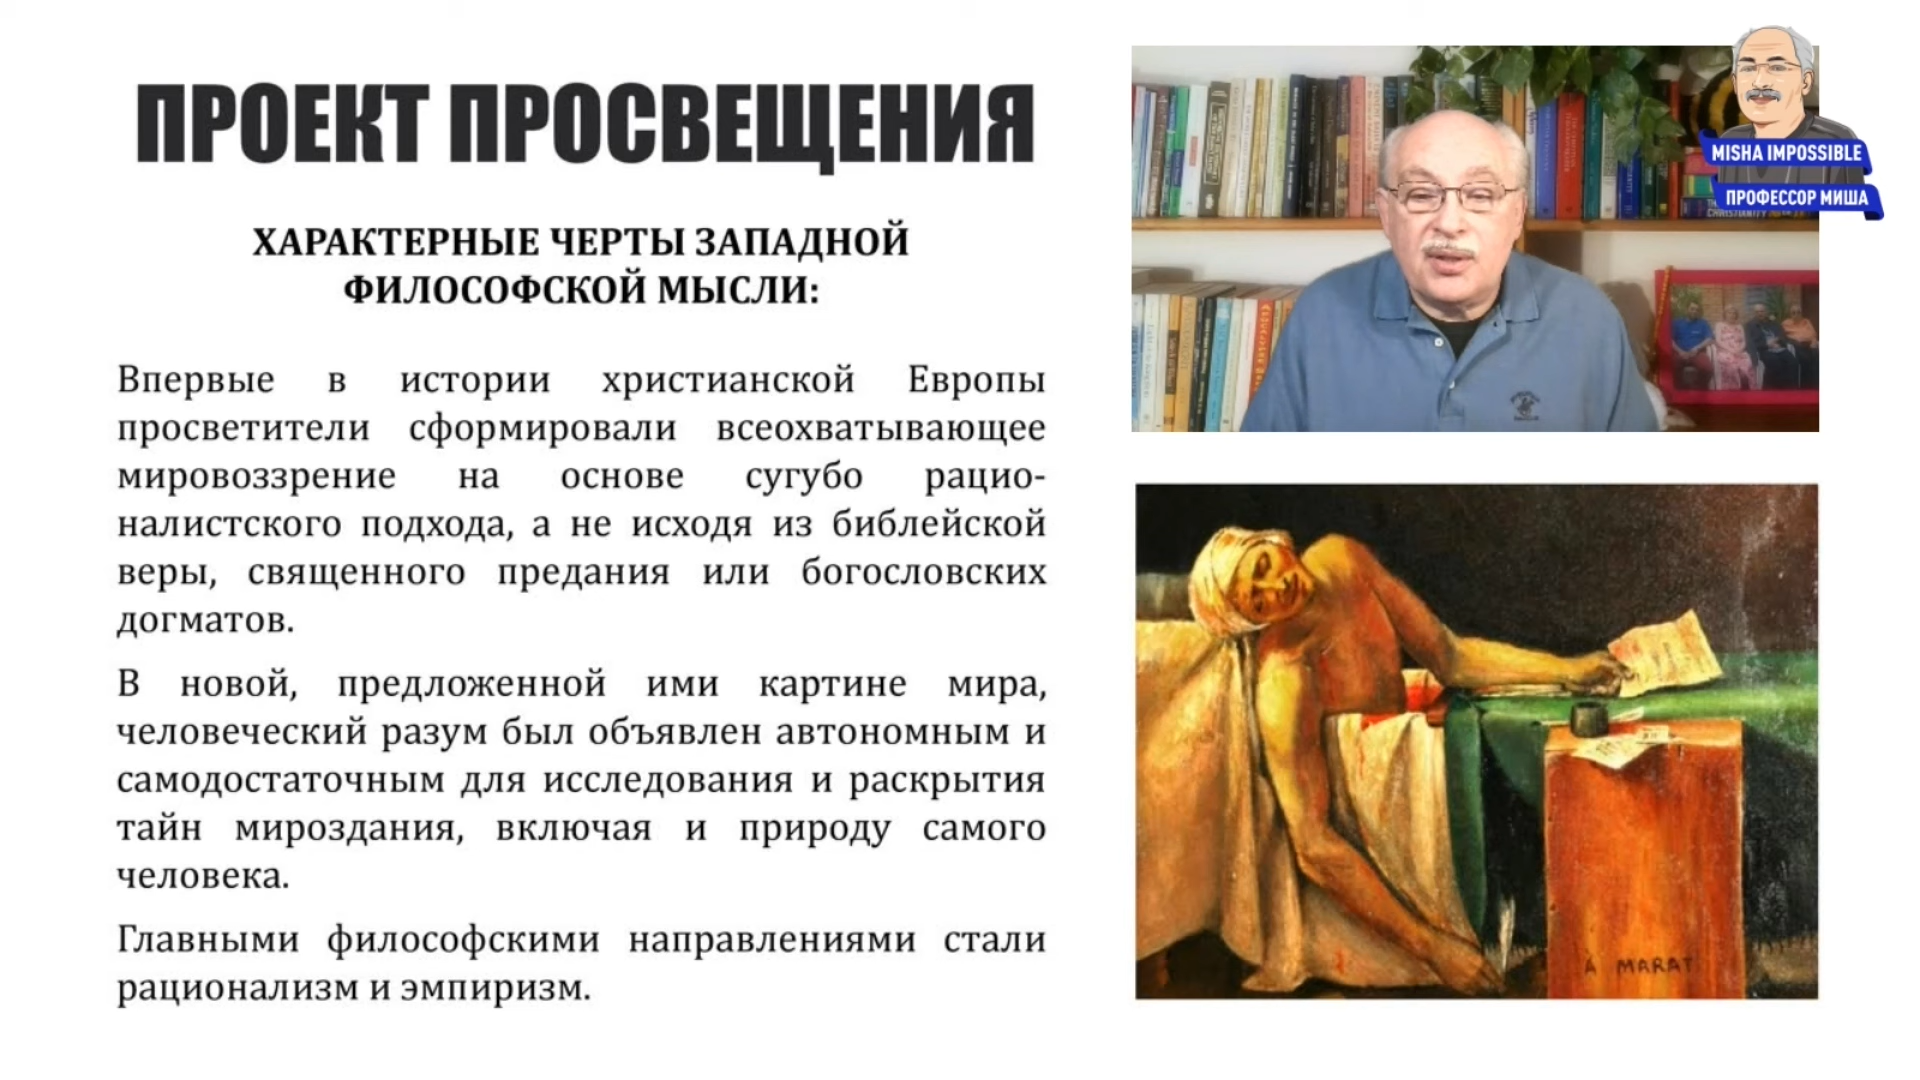 ПРОЕКТ ПРОСВЕЩЕНИЯ
ХАРАКТЕРНЫЕ ЧЕРТЫ ЗАПАДНОЙ
ФИЛОСОФСКОЙ МЫСЛИ:
Впервые в истории христианской Европы
просветители сформировали всеохватывающее
мировоззрение на основе сугубо рацио-
налистского подхода, а не исходя из библейской
веры, священного предания или богословских
догматов.
В новой, предложенной ими картине мира,
человеческий разум был объявлен автономным и
самодостаточным для исследования и раскрытия
тайн мироздания, включая и природу самого
человека.
Главными философскими направлениями стали
рационализм и эмпиризм.
MISHA IMPOSSIBLE
ПРОФЕССОР МИША
CHRISTIANITY
À MARAT